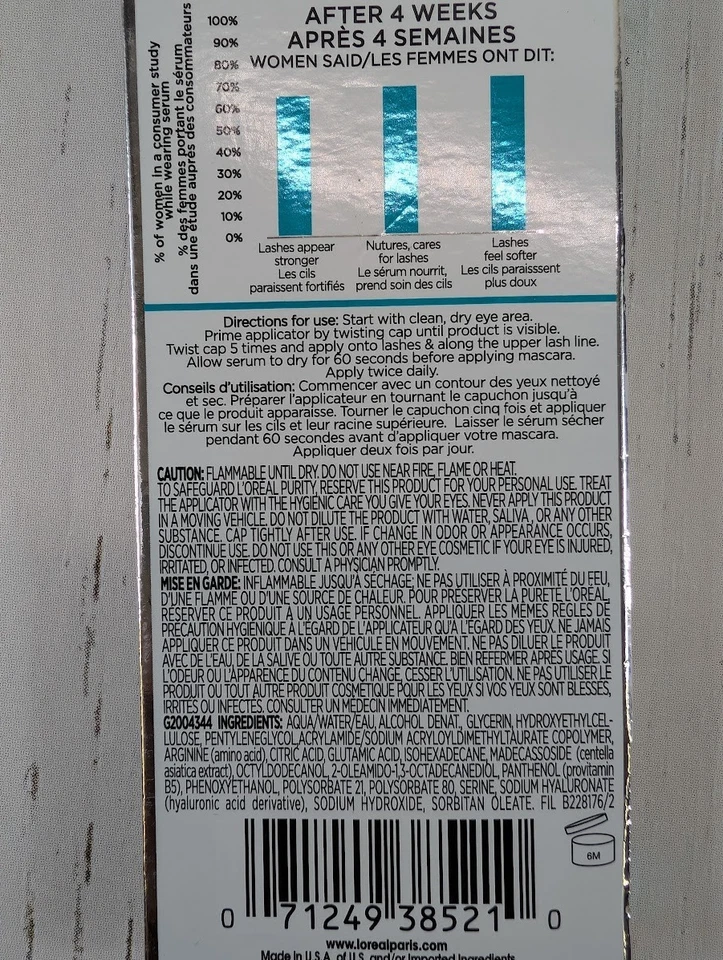 AFTER 4 WEEKS
APRÈS 4 SEMAINES
WOMEN SAID/LES FEMMES ONT DIT:
% of women in a consumer study
while wearing serum
% des femmes portant le sérum
dans une étude auprès des consommateurs
100%
90%
80%
70%
60%
50%
40%
30%
20%
10%
0%
Lashes appear
stronger
Les cils
paraissent fortifiés
Nutures, cares
for lashes
Le sérum nourrit,
prend soin des cils
Lashes
feel softer
Les cils paraisssent
plus doux
Directions for use: Start with clean, dry eye area.
Prime applicator by twisting cap until product is visible.
Twist cap 5 times and apply onto lashes & along the upper lash line.
Allow serum to dry for 60 seconds before applying mascara.
Apply twice daily.
Conseils d'utilisation: Commencer avec un contour des yeux nettoyé
et sec. Préparer l'applicateur en tournant le capuchon jusqu'à
ce que le produit apparaisse. Tourner le capuchon cinq fois et appliquer
le sérum sur les cils et leur racine supérieure. Laisser le sérum sécher
pendant 60 secondes avant d'appliquer votre mascara.
Appliquer deux fois par jour.
CAUTION: FLAMMABLE UNTIL DRY. DO NOT USE NEAR FIRE, FLAME OR HEAT.
TO SAFEGUARD L'ORÉAL PURITY, RESERVE THIS PRODUCT FOR YOUR PERSONAL USE. TREAT
THE APPLICATOR WITH THE HYGIENIC CARE YOU GIVE YOUR EYES. NEVER APPLY THIS PRODUCT
IN A MOVING VEHICLE. DO NOT DILUTE THE PRODUCT WITH WATER, SALIVA , OR ANY OTHER
SUBSTANCE. CAP TIGHTLY AFTER USE. IF CHANGE IN ODOR OR APPEARANCE OCCURS,
DISCONTINUE USE. DO NOT USE THIS OR ANY OTHER EYE COSMETIC IF YOUR EYE IS INJURED,
IRRITATED, OR INFECTED. CONSULT A PHYSICIAN PROMPTLY.
MISE EN GARDE: INFLAMMABLE JUSQU'À SÉCHAGE; NE PAS UTILISER À PROXIMITÉ DU FEU,
D'UNE FLAMME OU D'UNE SOURCE DE CHALEUR. POUR PRÉSERVER LA PURETÉ L'ORÉAL,
RÉSERVER CE PRODUIT À UN USAGE PERSONNEL. APPLIQUER LES MÊMES RÈGLES DE
PRÉCAUTION HYGIÉNIQUE À L'ÉGARD DE L'APPLICATEUR QU'À L'ÉGARD DES YEUX. NE JAMAIS
APPLIQUER CE PRODUIT DANS UN VÉHICULE EN MOUVEMENT. NE PAS DILUER LE PRODUIT
AVEC DE L'EAU, DE LA SALIVE OU TOUTE AUTRE SUBSTANCE. BIEN REFERMER APRÈS USAGE. SI
L'ODEUR OU L'APPARENCE DU CONTENU CHANGE, CESSER L'UTILISATION. NE PAS UTILISER LE
PRODUIT OU TOUT AUTRE PRODUIT COSMÉTIQUE POUR LES YEUX SI VOS YEUX SONT BLESSÉS,
IRRITÉS OU INFECTÉS. CONSULTER UN MÉDECIN IMMÉDIATEMENT.
G2004344 INGREDIENTS: AQUA/WATER/EAU, ALCOHOL DENAT., GLYCERIN, HYDROXYETHYLCEL-
LULOSE, PENTYLENEGLYCOL,ACRYLAMIDE/SODIUM ACRYLOYLDIMETHYLTAURATE COPOLYMER,
ARGININE (amino acid), CITRIC ACID, GLUTAMIC ACID, ISOHEXADECANE, MADECASSOSIDE (centella
asiatica extract), OCTYLDODECANOL, 2-OLEAMIDO-1,3-OCTADECANEDIOL, PANTHENOL (provitamin
B5), PHENOXYETHANOL, POLYSORBATE 21, POLYSORBATE 80, SERINE, SODIUM HYALURONATE
(hyaluronic acid derivative), SODIUM HYDROXIDE, SORBITAN OLEATE. FIL B228176/2
6M
0 71249 38521 0
www.lorealparis.com
Made in U.S.A. of U.S. and/or Imported Ingredients